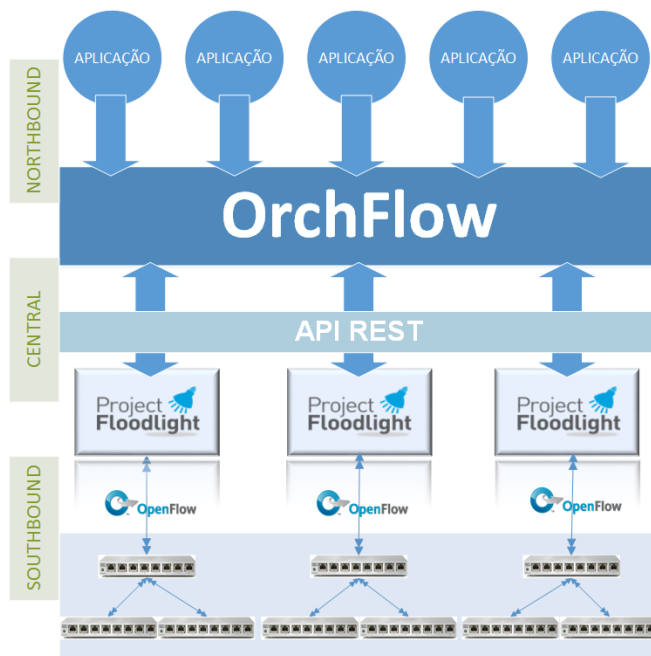 APLICAÇÃO APLICAÇÃO APLICAÇÃO APLICAÇÃO APLICAÇÃO
NORTHBOUND
OrchFlow
CENTRAL
API REST
Project Project Project
Floodlight Floodlight Floodlight
SOUTHBOUND
OpenFlow OpenFlow OpenFlow